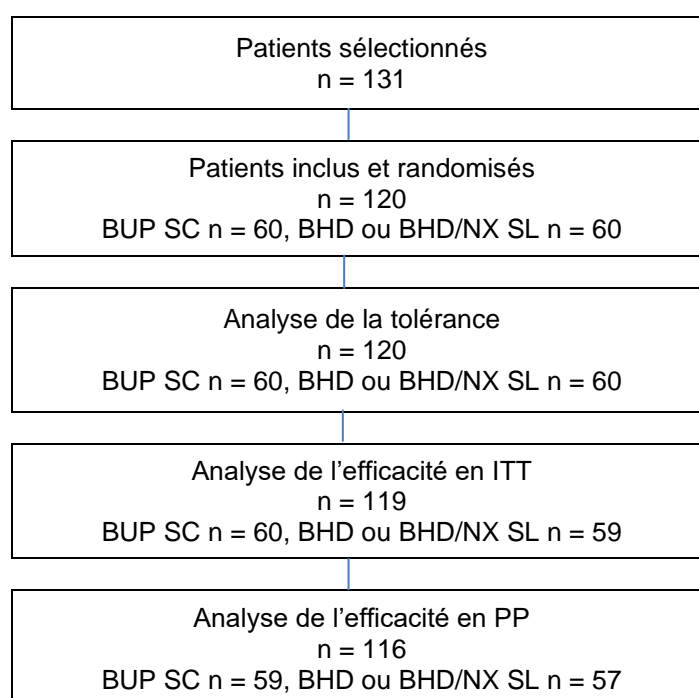 Patients sélectionnés
n = 131
Patients inclus et randomisés
n = 120
BUP SC n = 60, BHD ou BHD/NX SL n = 60
Analyse de la tolérance
n = 120
BUP SC n = 60, BHD ou BHD/NX SL n = 60
Analyse de l’efficacité en ITT
n = 119
BUP SC n = 60, BHD ou BHD/NX SL n = 59
Analyse de l’efficacité en PP
n = 116
BUP SC n = 59, BHD ou BHD/NX SL n = 57